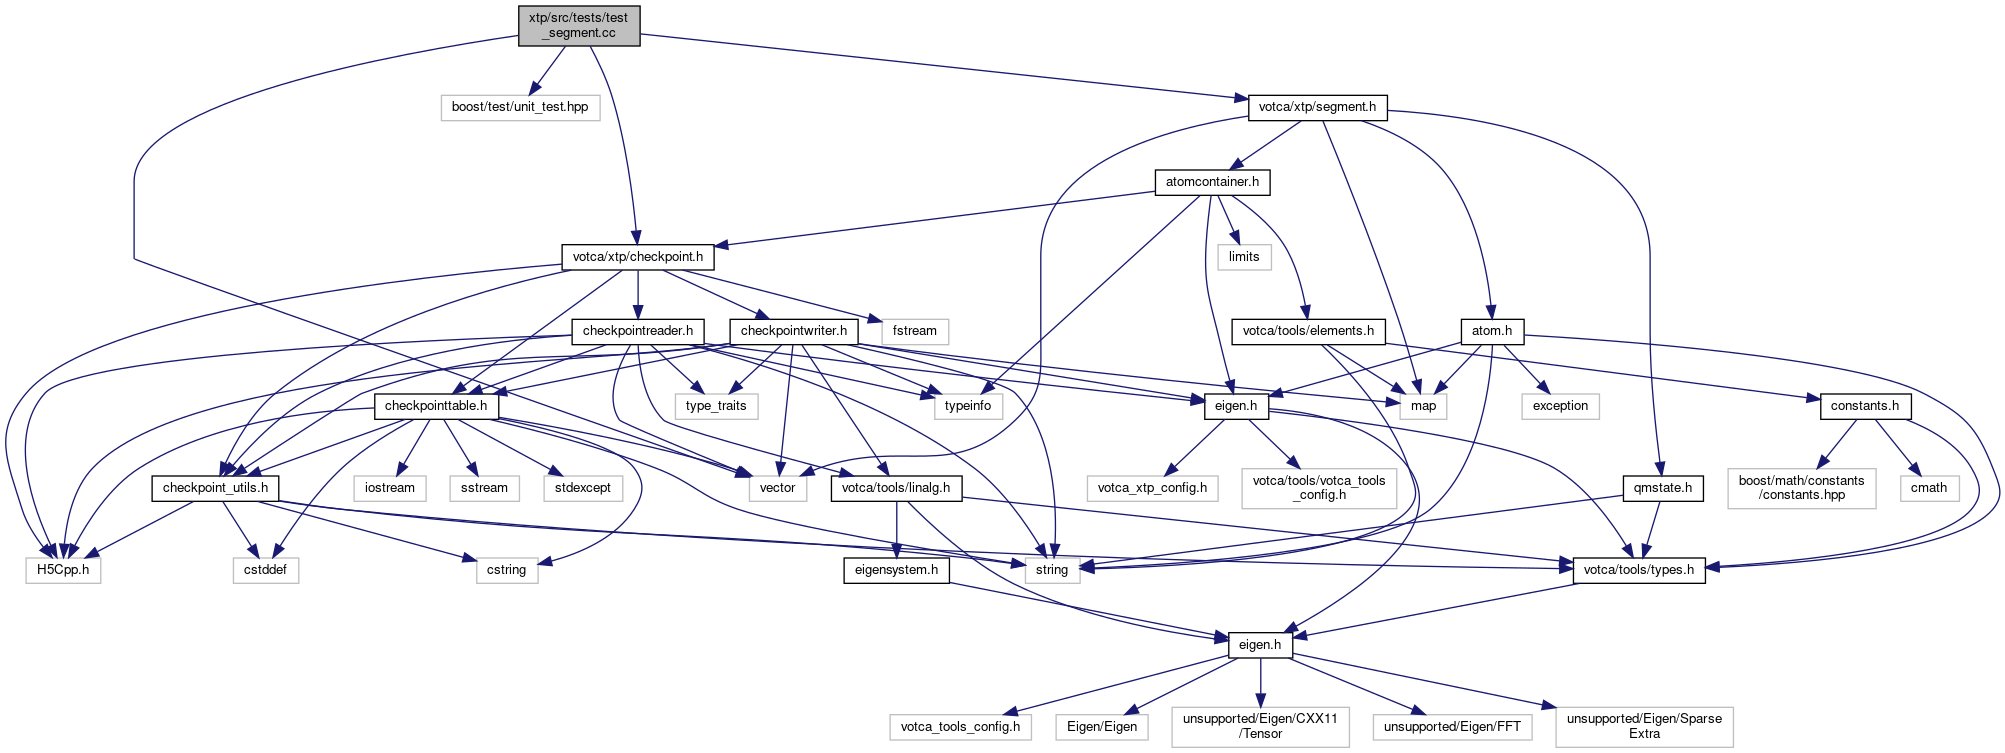 xtp/src/tests/test
_segment.cc
boost/test/unit_test.hpp
votca/xtp/segment.h
atomcontainer.h
votca/xtp/checkpoint.h
limits
checkpointreader.h
checkpointwriter.h
fstream
votca/tools/elements.h
atom.h
checkpointtable.h
type_traits
typeinfo
eigen.h
map
exception
constants.h
checkpoint_utils.h
iostream
sstream
stdexcept
vector
votca/tools/linalg.h
votca_xtp_config.h
votca/tools/votca_tools
_config.h
qmstate.h
boost/math/constants
/constants.hpp
cmath
H5Cpp.h
cstddef
cstring
eigensystem.h
string
votca/tools/types.h
eigen.h
votca_tools_config.h
Eigen/Eigen
unsupported/Eigen/CXX11
/Tensor
unsupported/Eigen/FFT
unsupported/Eigen/Sparse
Extra